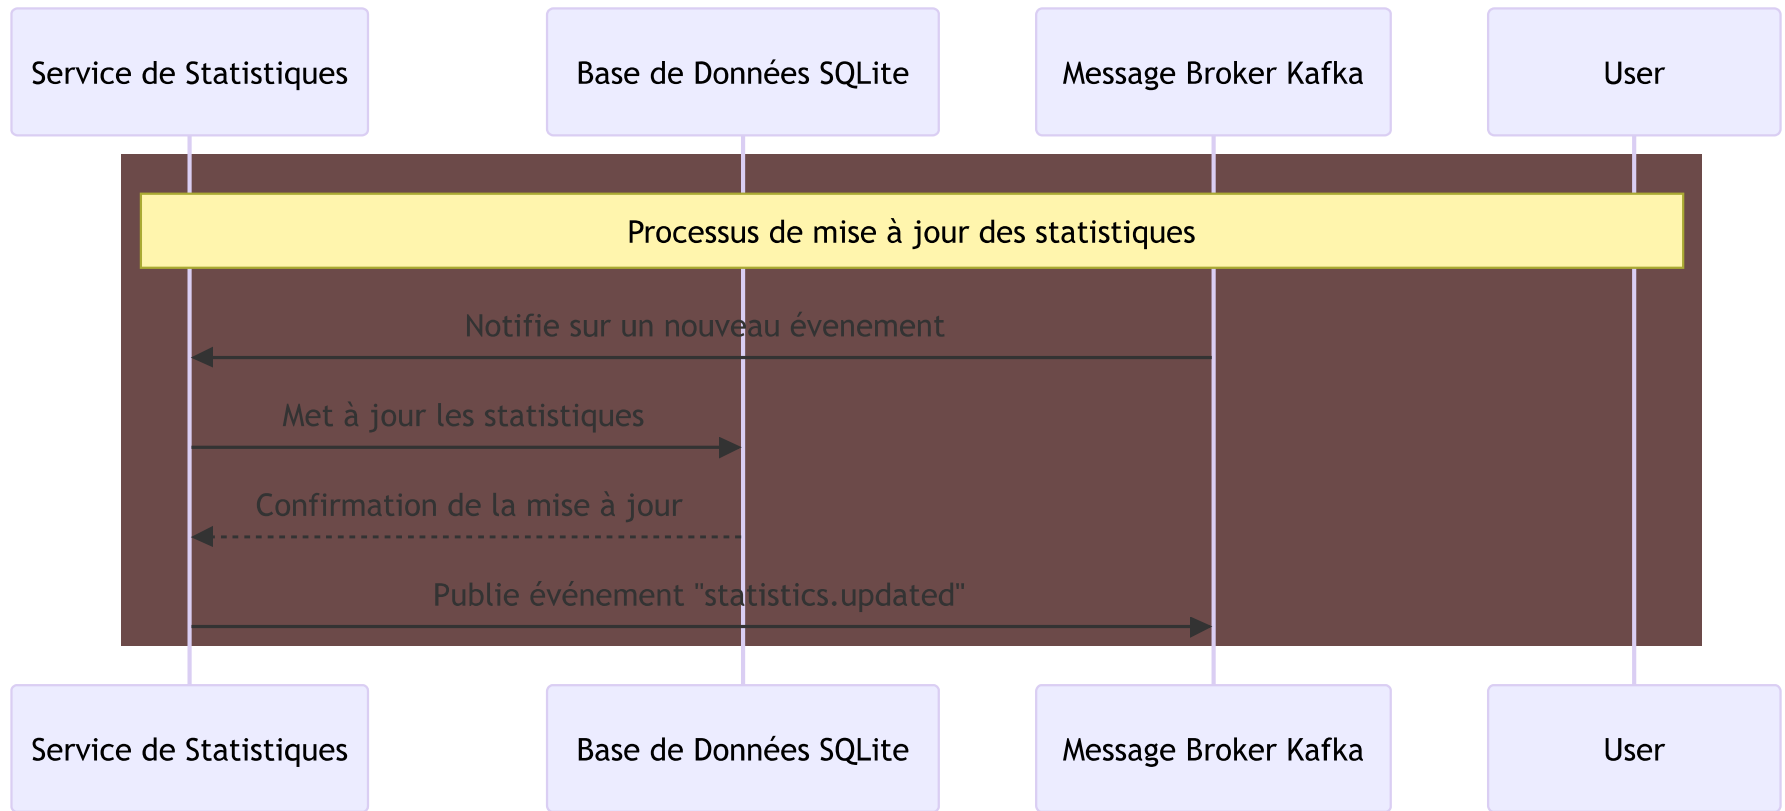 Service de Statistiques
Base de Données SQLite
Message Broker Kafka
User
Processus de mise à jour des statistiques
Notifie sur un nouveau évenement
Met à jour les statistiques
Confirmation de la mise à jour
Publie événement "statistics.updated"
Service de Statistiques
Base de Données SQLite
Message Broker Kafka
User